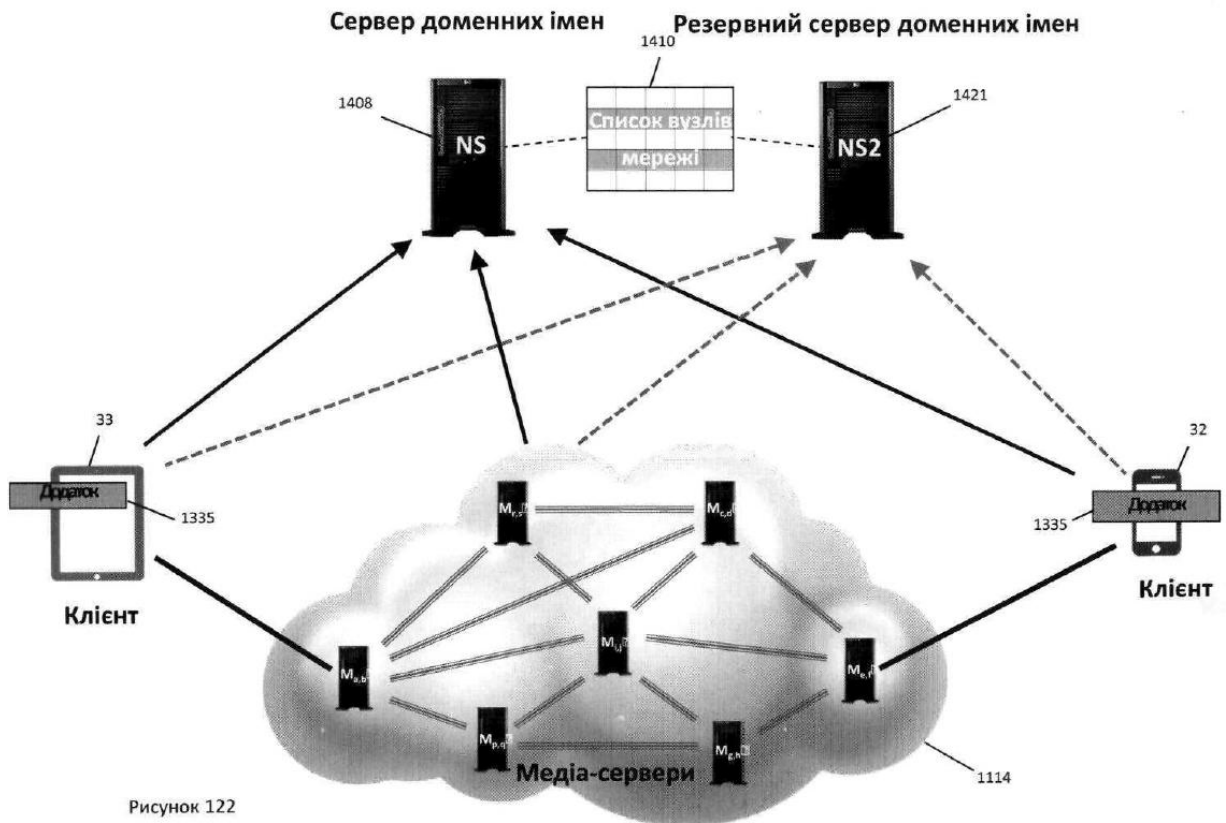 Сервер доменних імен
Резервний сервер доменних імен
1410
1408
1421
NS
Список вузлів
мережі
NS2
33
32
Додаток
1335
Додаток
1335
Клієнт
Клієнт
M r,s
M c,d
M i,j
M a,b
M e,f
M p,q
M g,h
Медіа-сервери
1114
Рисунок 122